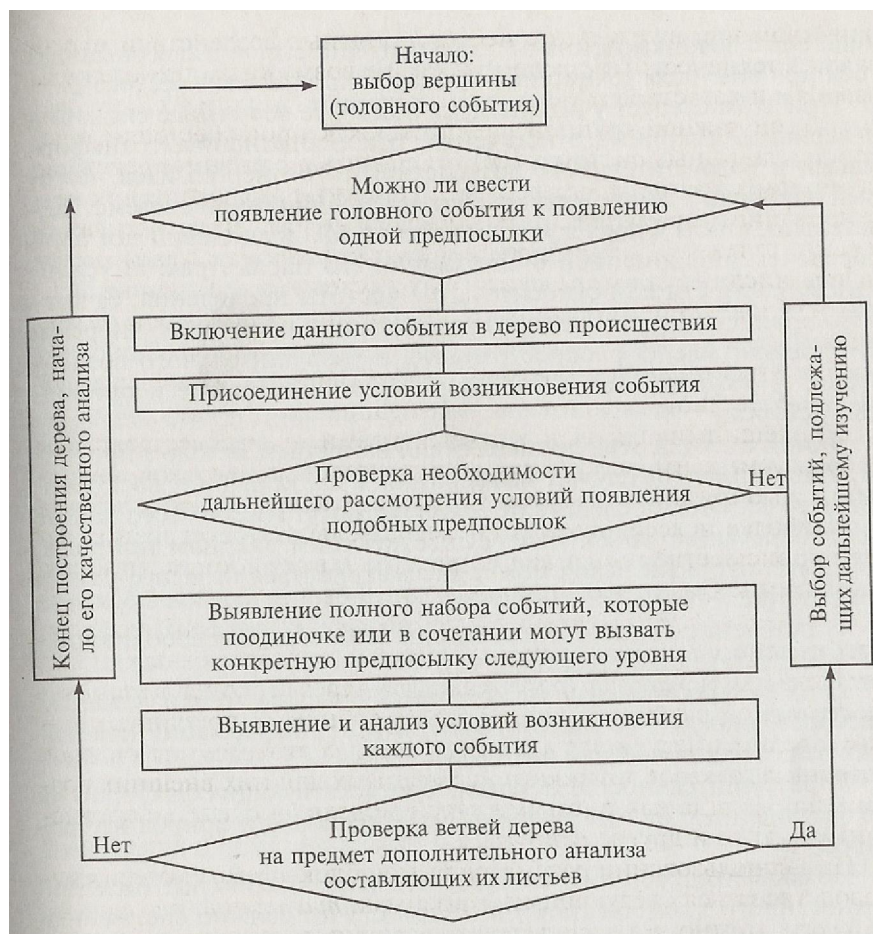 Начало:
выбор вершины
(головного события)
Можно ли свести
появление головного события к появлению
одной предпосылки
Включение данного события в дерево происшествия
Присоединение условий возникновения события
Проверка необходимости
дальнейшего рассмотрения условий появления
подобных предпосылок
Нет
Выявление полного набора событий, которые
поодиночке или в сочетании могут вызвать
конкретную предпосылку следующего уровня
Выявление и анализ условий возникновения
каждого события
Проверка ветвей дерева
на предмет дополнительного анализа
составляющих их листьев
Нет
Да
Конец построения дерева, нача-
ло его качественного анализа
Выбор событий, подлежа-
щих дальнейшему изучению